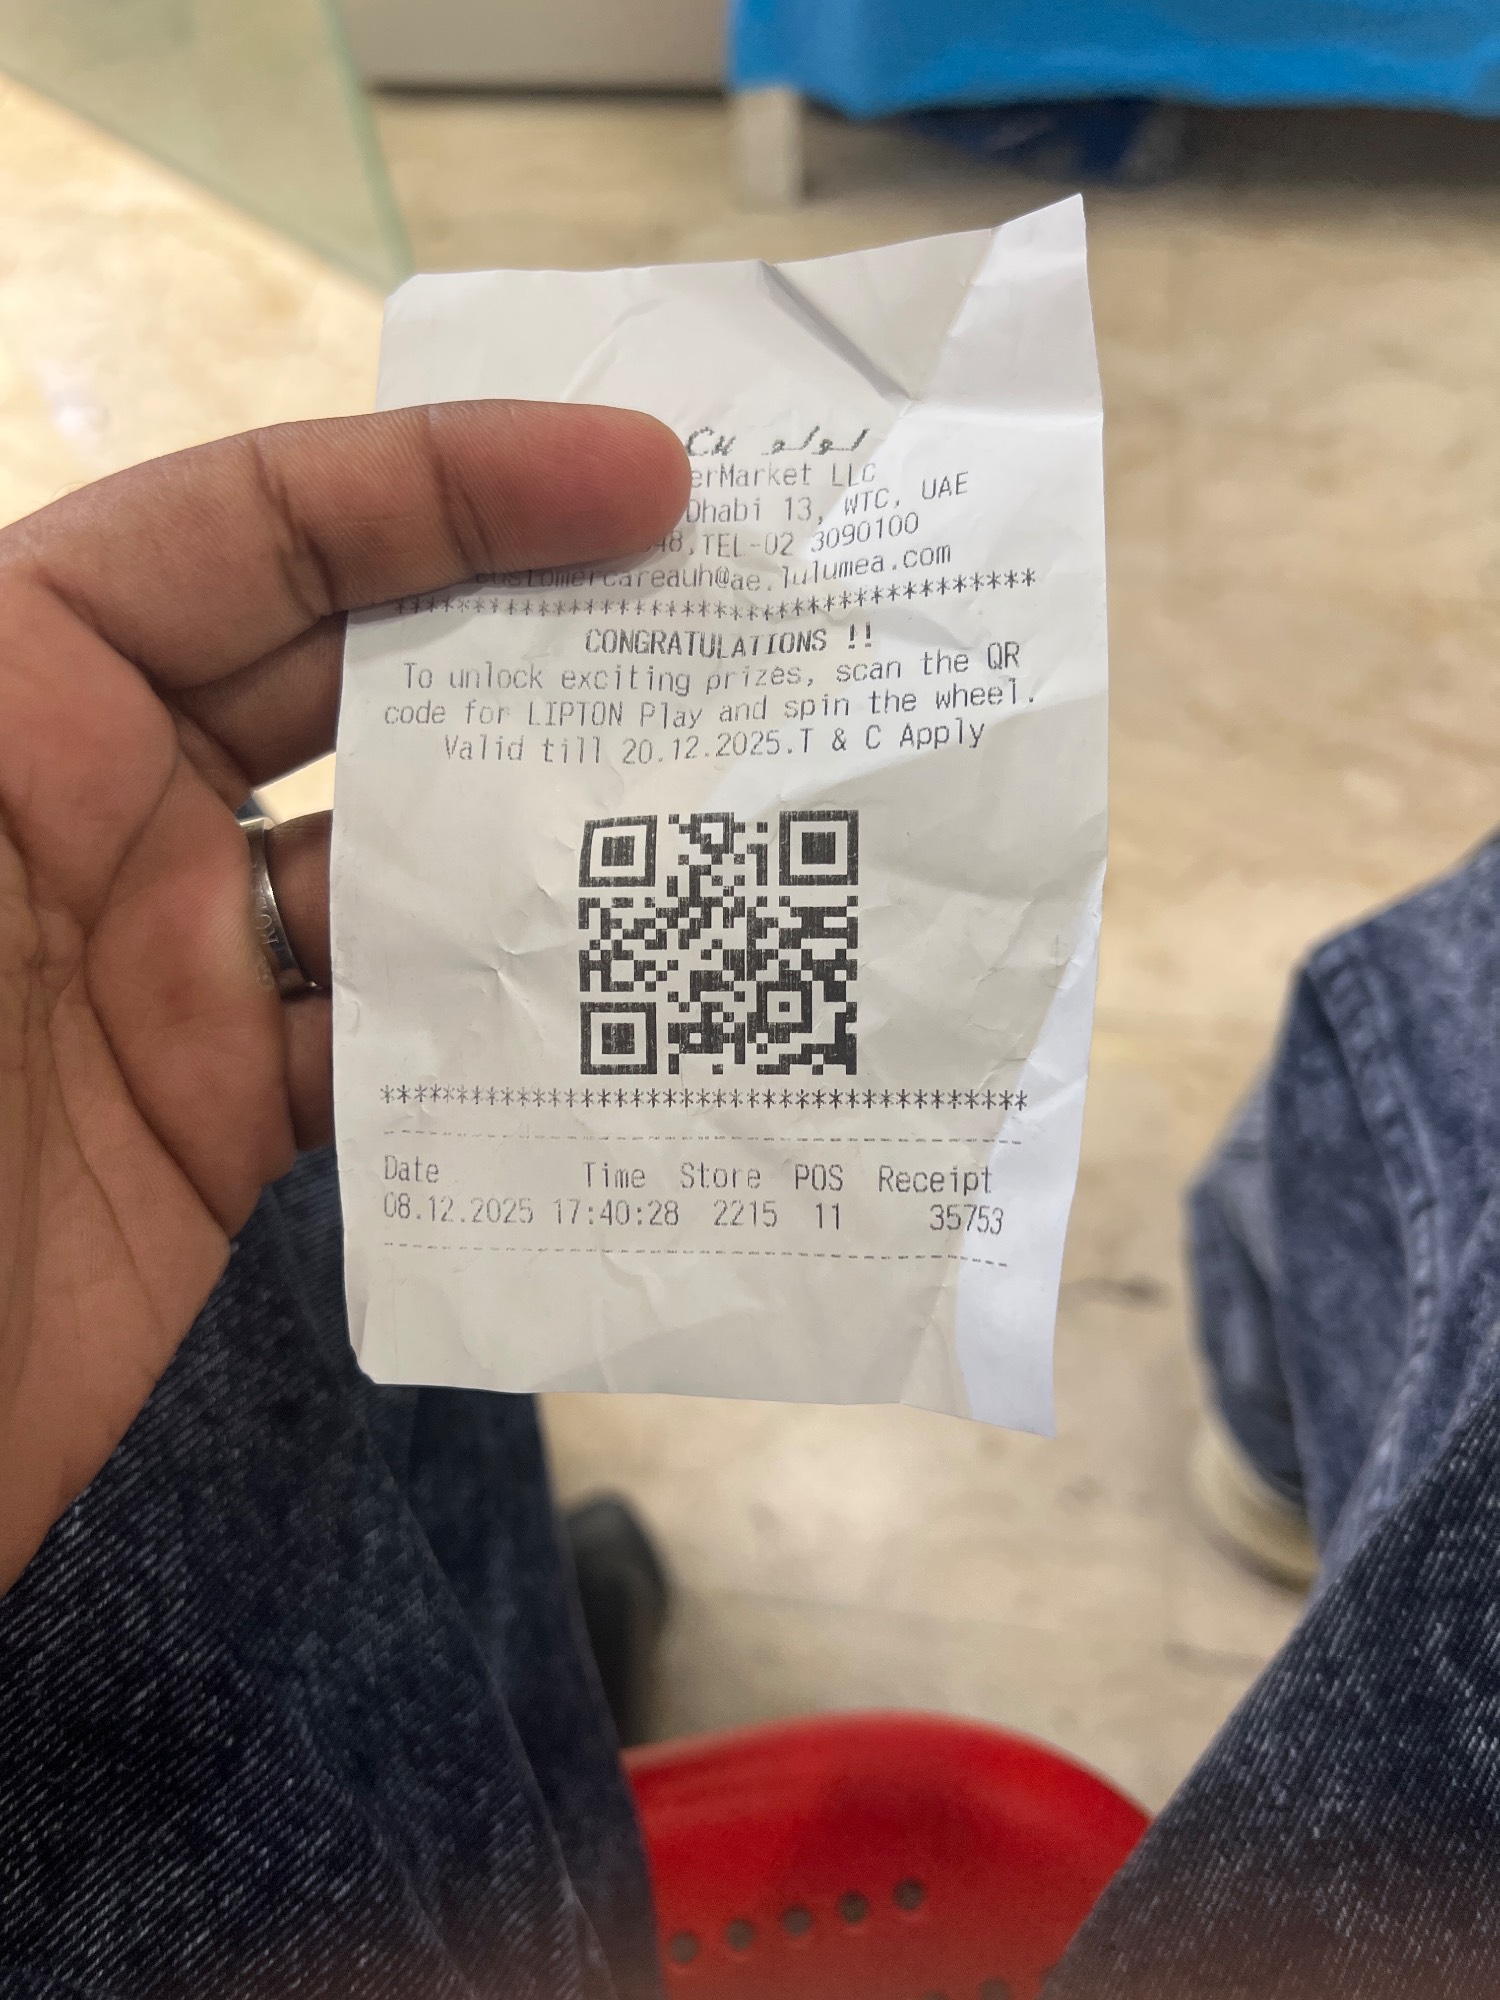 لولو
erMarket LLC
Dhabi 13, WTC, UAE
48,TEL-02 3090100
customercareauh@ae.lulumea.com
****************************************
CONGRATULATIONS !!
To unlock exciting prizes, scan the QR
code for LIPTON Play and spin the wheel.
Valid till 20.12.2025.T & C Apply
****************************************
Date Time Store POS Receipt
08.12.2025 17:40:28 2215 11 35753